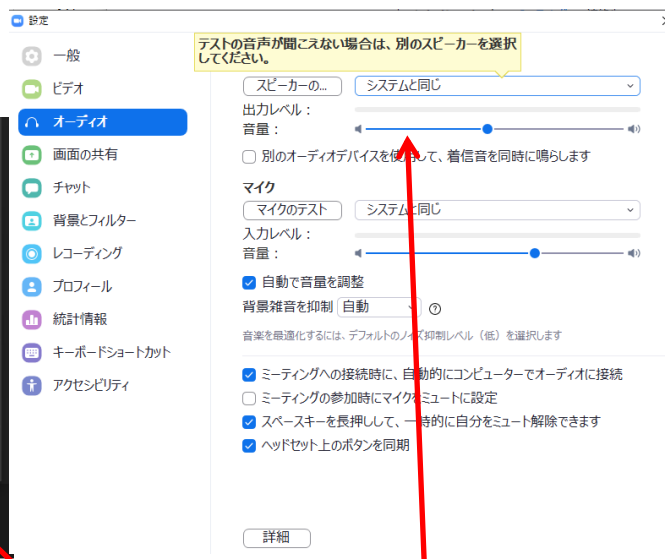 設定
テストの音声が聞こえない場合は、別のスピーカーを選択
してください。
一般
ビデオ
オーディオ
画面の共有
チャット
背景とフィルター
レコーディング
プロフィール
統計情報
キーボードショートカット
アクセシビリティ
スピーカーの... システムと同じ
出力レベル：
音量：
別のオーディオデバイスを使用して、着信音を同時に鳴らします
マイク
マイクのテスト システムと同じ
入力レベル：
音量：
自動で音量を調整
背景雑音を抑制 自動
音楽を最適化するには、デフォルトのノイズ抑制レベル（低）を選択します
ミーティングへの接続時に、自動的にコンピューターでオーディオに接続
ミーティングの参加時にマイクをミュートに設定
スペースキーを長押しして、一時的に自分をミュート解除できます
ヘッドセット上のボタンを同期
詳細